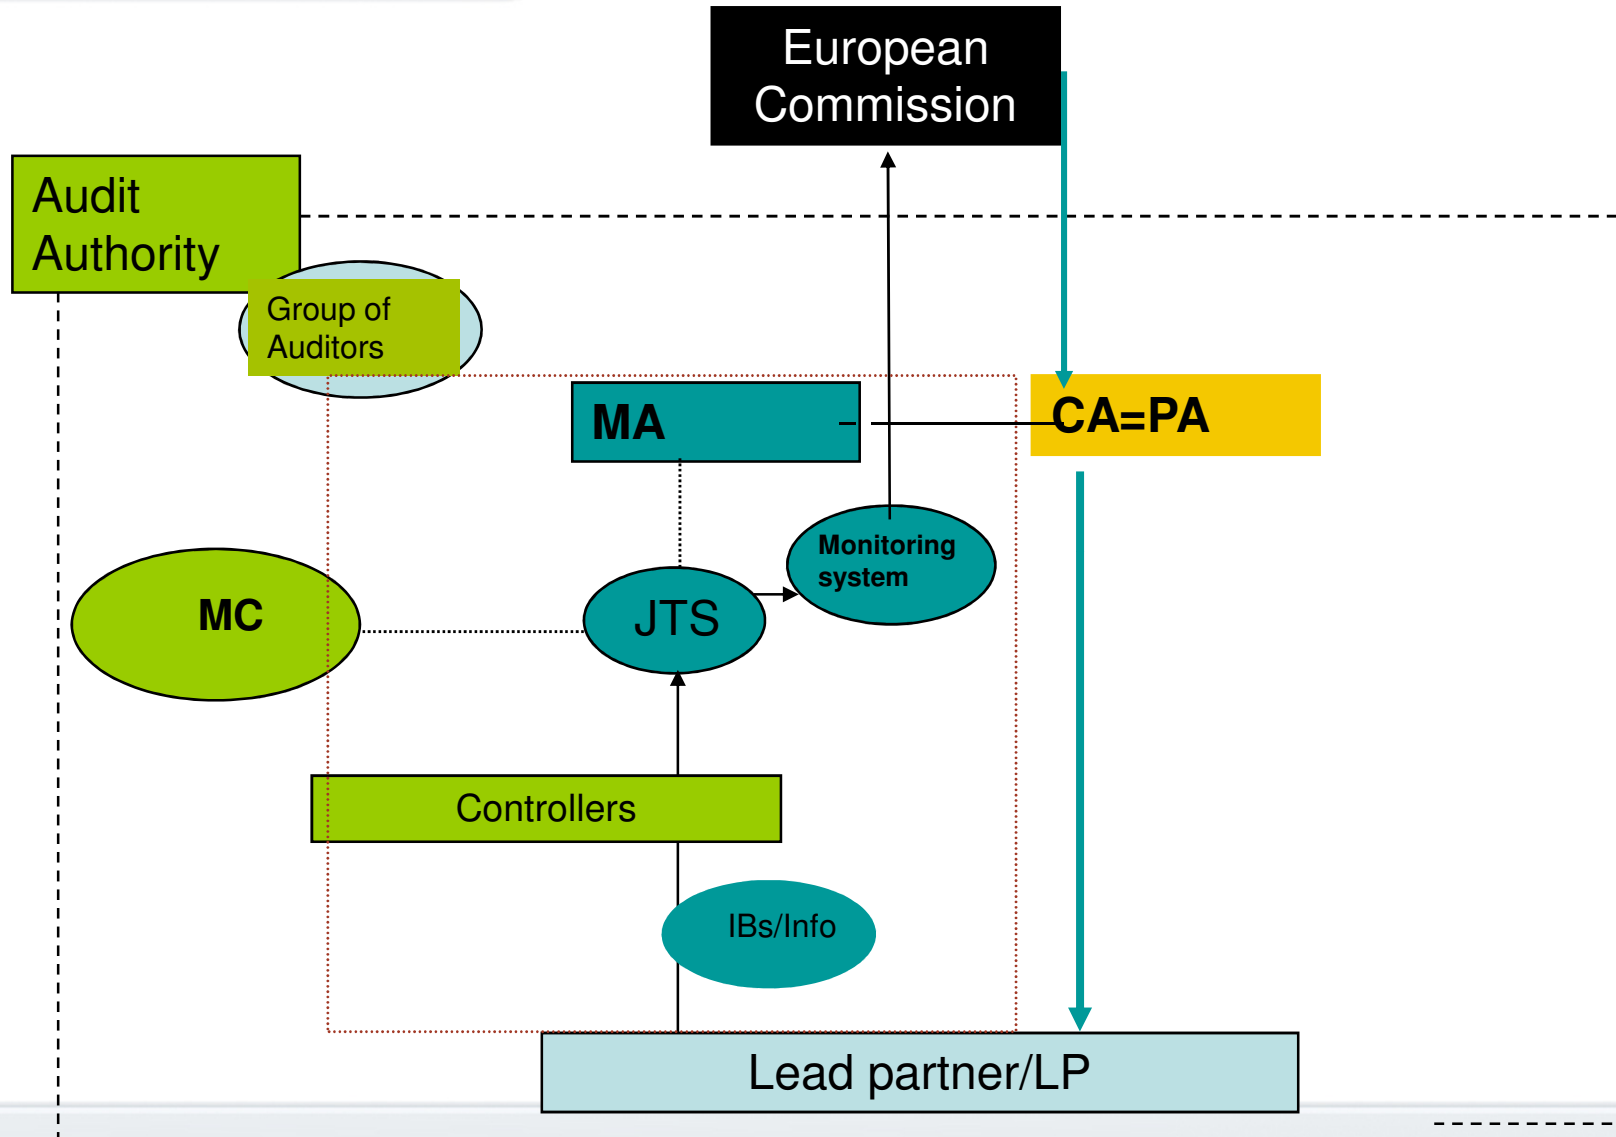 European
Commission
Audit
Authority
Group of
Auditors
MA
CA=PA
Monitoring
system
MC
JTS
Controllers
IBs/Info
Lead partner/LP